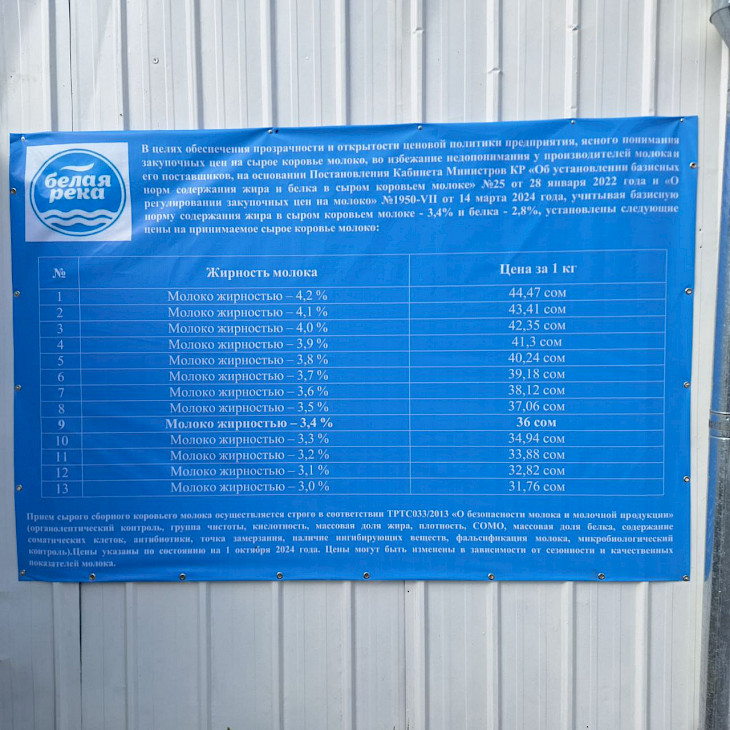 белая
река
В целях обеспечения прозрачности и открытости ценовой политики предприятия, ясного понимания
закупочных цен на сырое коровье молоко, во избежание недопонимания у производителей молока и
его поставщиков, на основании Постановления Кабинета Министров КР «Об установлении базисных
норм содержания жира и белка в сыром коровьем молоке» №25 от 28 января 2022 года и «О
регулировании закупочных цен на молоко» №1950-VII от 14 марта 2024 года, учитывая базисную
норму содержания жира в сыром коровьем молоке - 3,4% и белка - 2,8%, установлены следующие
цены на принимаемое сырое коровье молоко:
№ Жирность молока Цена за 1 кг
1 Молоко жирностью – 4,2 % 44,47 сом
2 Молоко жирностью – 4,1 % 43,41 сом
3 Молоко жирностью – 4,0 % 42,35 сом
4 Молоко жирностью – 3,9 % 41,3 сом
5 Молоко жирностью – 3,8 % 40,24 сом
6 Молоко жирностью – 3,7 % 39,18 сом
7 Молоко жирностью – 3,6 % 38,12 сом
8 Молоко жирностью – 3,5 % 37,06 сом
9 Молоко жирностью – 3,4 % 36 сом
10 Молоко жирностью – 3,3 % 34,94 сом
11 Молоко жирностью – 3,2 % 33,88 сом
12 Молоко жирностью – 3,1 % 32,82 сом
13 Молоко жирностью – 3,0 % 31,76 сом
Прием сырого сборного коровьего молока осуществляется строго в соответствии ТРТС033/2013 «О безопасности молока и молочной продукции»
(органолептический контроль, группа чистоты, кислотность, массовая доля жира, плотность, СОМО, массовая доля белка, содержание
соматических клеток, антибиотики, точка замерзания, наличие ингибирующих веществ, фальсификация молока, микробиологический
контроль).Цены указаны по состоянию на 1 октября 2024 года. Цены могут быть изменены в зависимости от сезонности и качественных
показателей молока.